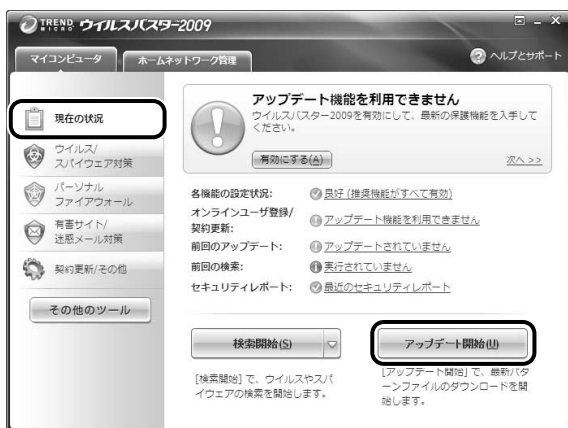 TREND MICRO ウイルスバスター2009
マイコンピュータ
ホームネットワーク管理
ヘルプとサポート
現在の状況
ウイルス/
スパイウェア対策
パーソナル
ファイアウォール
有害サイト/
迷惑メール対策
契約更新/その他
その他のツール
アップデート機能を利用できません
ウイルスバスター2009を有効にして、最新の保護機能を入手して
ください。
有効にする(A)
次へ >>
各機能の設定状況: 良好 (推奨機能がすべて有効)
オンラインユーザ登録/
契約更新: アップデート機能を利用できません
前回のアップデート: アップデートされていません
前回の検索: 実行されていません
セキュリティレポート: 最近のセキュリティレポート
検索開始(S)
アップデート開始(U)
[検索開始] で、ウイルスやスパ
イウェアの検索を開始します。
[アップデート開始] で、最新パタ
ーンファイルのダウンロードを開
始します。